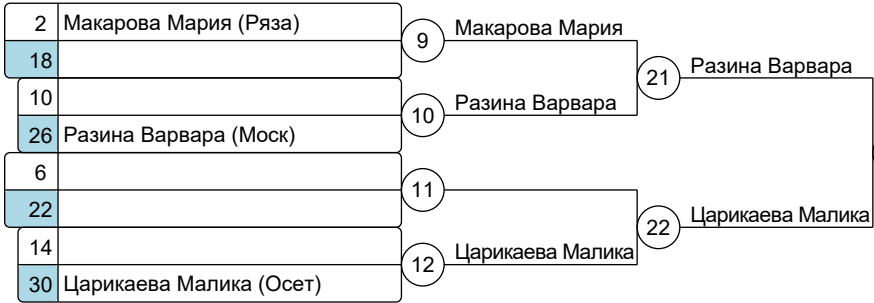 2 Макарова Мария (Ряза)
18
10
26 Разина Варвара (Моск)
6
22
14
30 Царикаева Малика (Осет)
9 Макарова Мария
10 Разина Варвара
11
12 Царикаева Малика
21 Разина Варвара
22 Царикаева Малика